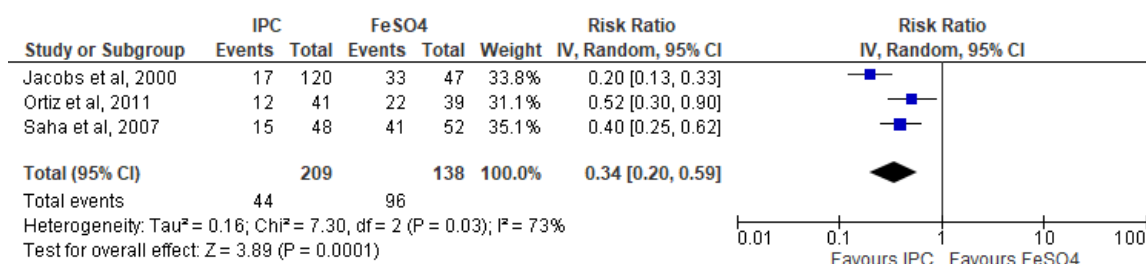 IPC FeSO4 Risk Ratio Risk Ratio
Study or Subgroup Events Total Events Total Weight IV, Random, 95% CI IV, Random, 95% CI
Jacobs et al, 2000 17 120 33 47 33.8% 0.20 [0.13, 0.33]
Ortiz et al, 2011 12 41 22 39 31.1% 0.52 [0.30, 0.90]
Saha et al, 2007 15 48 41 52 35.1% 0.40 [0.25, 0.62]
Total (95% CI) 209 138 100.0% 0.34 [0.20, 0.59]
Total events 44 96
Heterogeneity: Tau² = 0.16; Chi² = 7.30, df = 2 (P = 0.03); I² = 73%
Test for overall effect: Z = 3.89 (P = 0.0001)
0.01 0.1 1 10 100
Favours IPC Favours FeSO4